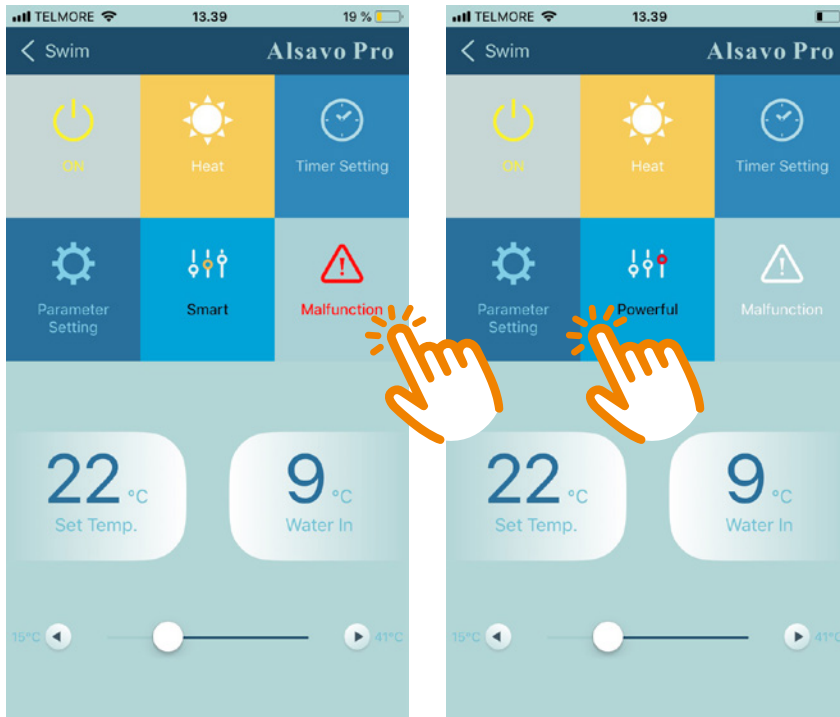 TELMORE 13.39 19 %
Swim Alsavo Pro
ON Heat Timer Setting
Parameter
Setting
Smart
Malfunction
22 °C
Set Temp.
9 °C
Water In
15°C
41°C
TELMORE 13.39
Swim Alsavo Pro
ON Heat Timer Setting
Parameter
Setting
Powerful
Malfunction
22 °C
Set Temp.
9 °C
Water In
15°C
41°C